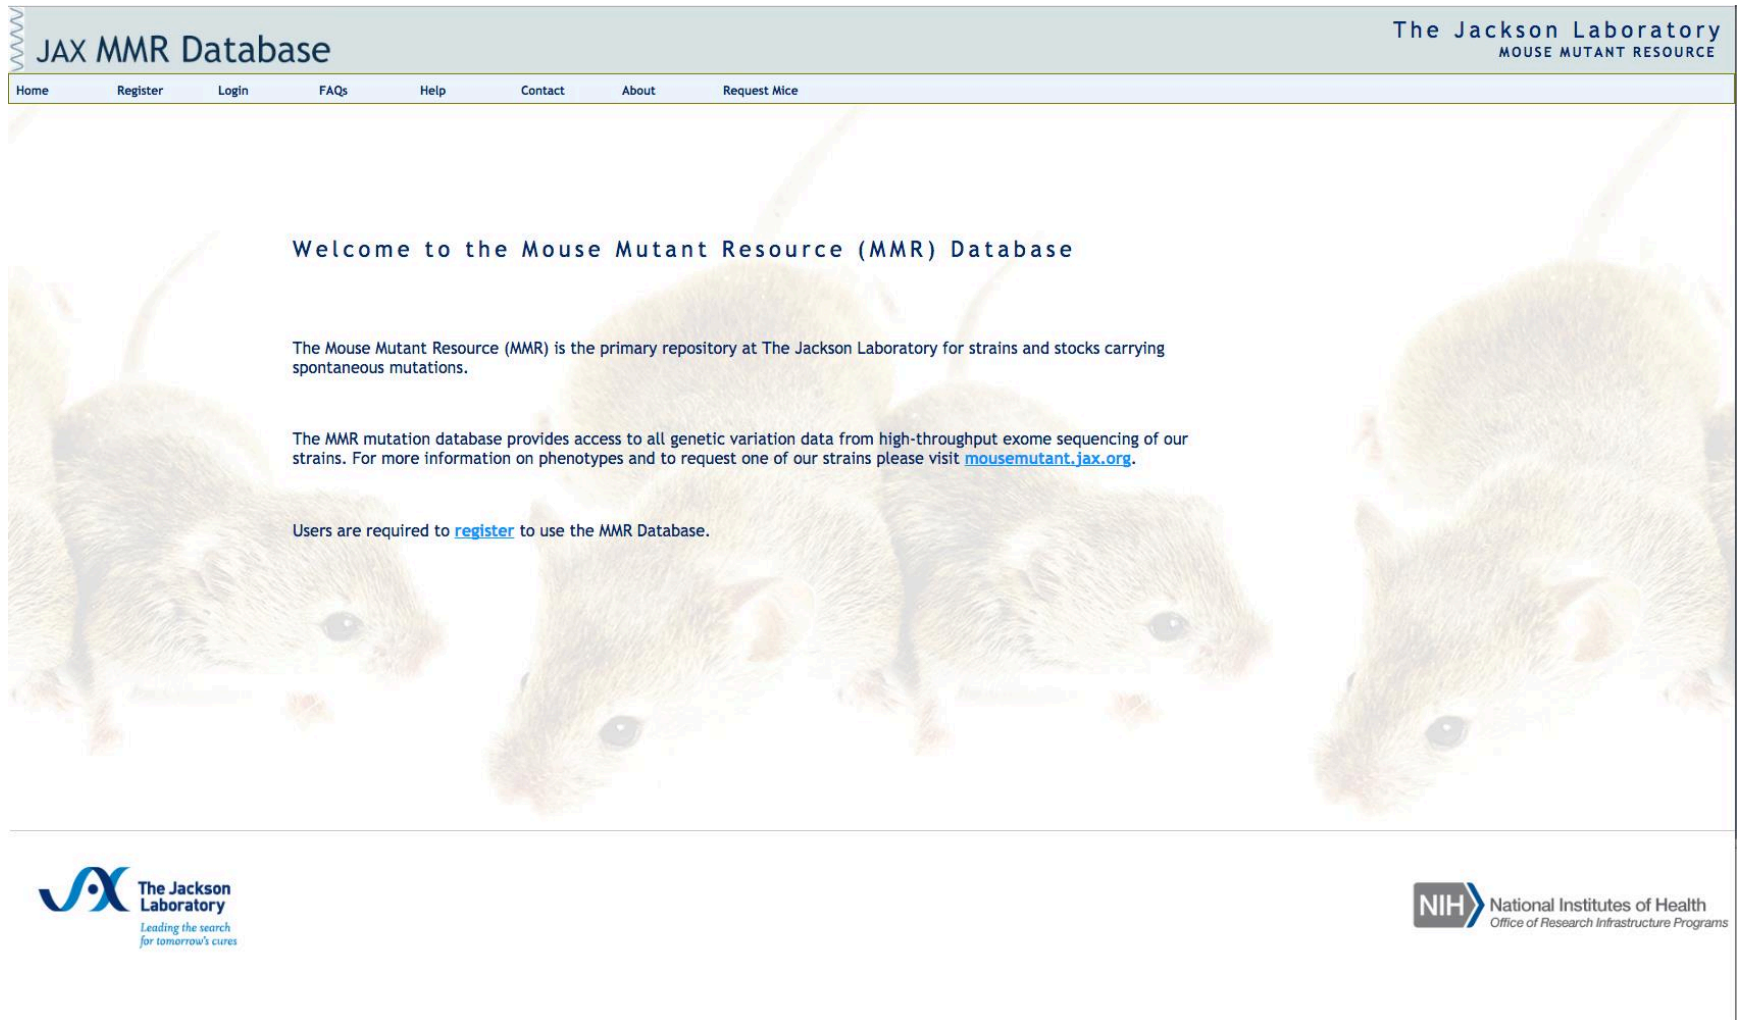 JAX MMR Database
The Jackson Laboratory
MOUSE MUTANT RESOURCE
Home Register Login FAQs Help Contact About Request Mice
Welcome to the Mouse Mutant Resource (MMR) Database
The Mouse Mutant Resource (MMR) is the primary repository at The Jackson Laboratory for strains and stocks carrying
spontaneous mutations.
The MMR mutation database provides access to all genetic variation data from high-throughput exome sequencing of our
strains. For more information on phenotypes and to request one of our strains please visit mousemutant.jax.org.
Users are required to register to use the MMR Database.
The Jackson
Laboratory
Leading the search
for tomorrow's cures
NIH
National Institutes of Health
Office of Research Infrastructure Programs